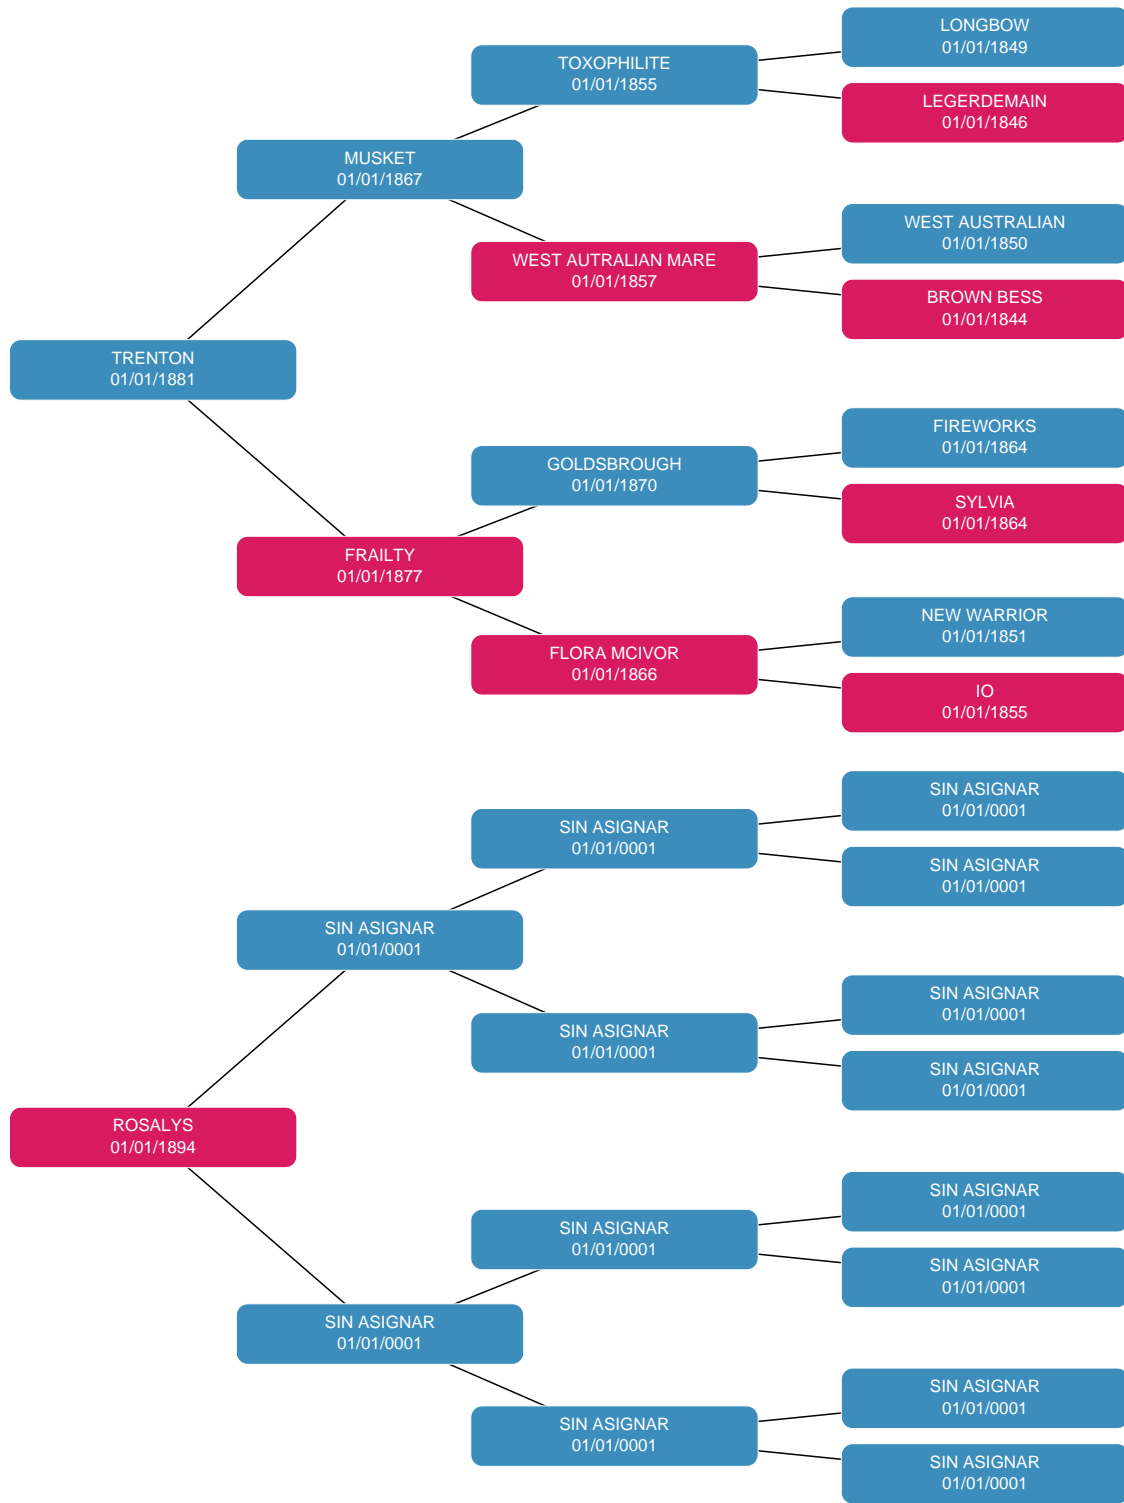 LONGBOW
01/01/1849
TOXOPHILITE
01/01/1855
LEGERDEMAIN
01/01/1846
MUSKET
01/01/1867
WEST AUSTRALIAN
01/01/1850
WEST AUTRALIAN MARE
01/01/1857
BROWN BESS
01/01/1844
TRENTON
01/01/1881
FIREWORKS
01/01/1864
GOLDSBROUGH
01/01/1870
SYLVIA
01/01/1864
FRAILTY
01/01/1877
NEW WARRIOR
01/01/1851
FLORA MCIVOR
01/01/1866
IO
01/01/1855
SIN ASIGNAR
01/01/0001
SIN ASIGNAR
01/01/0001
SIN ASIGNAR
01/01/0001
SIN ASIGNAR
01/01/0001
SIN ASIGNAR
01/01/0001
SIN ASIGNAR
01/01/0001
SIN ASIGNAR
01/01/0001
ROSALYS
01/01/1894
SIN ASIGNAR
01/01/0001
SIN ASIGNAR
01/01/0001
SIN ASIGNAR
01/01/0001
SIN ASIGNAR
01/01/0001
SIN ASIGNAR
01/01/0001
SIN ASIGNAR
01/01/0001
SIN ASIGNAR
01/01/0001